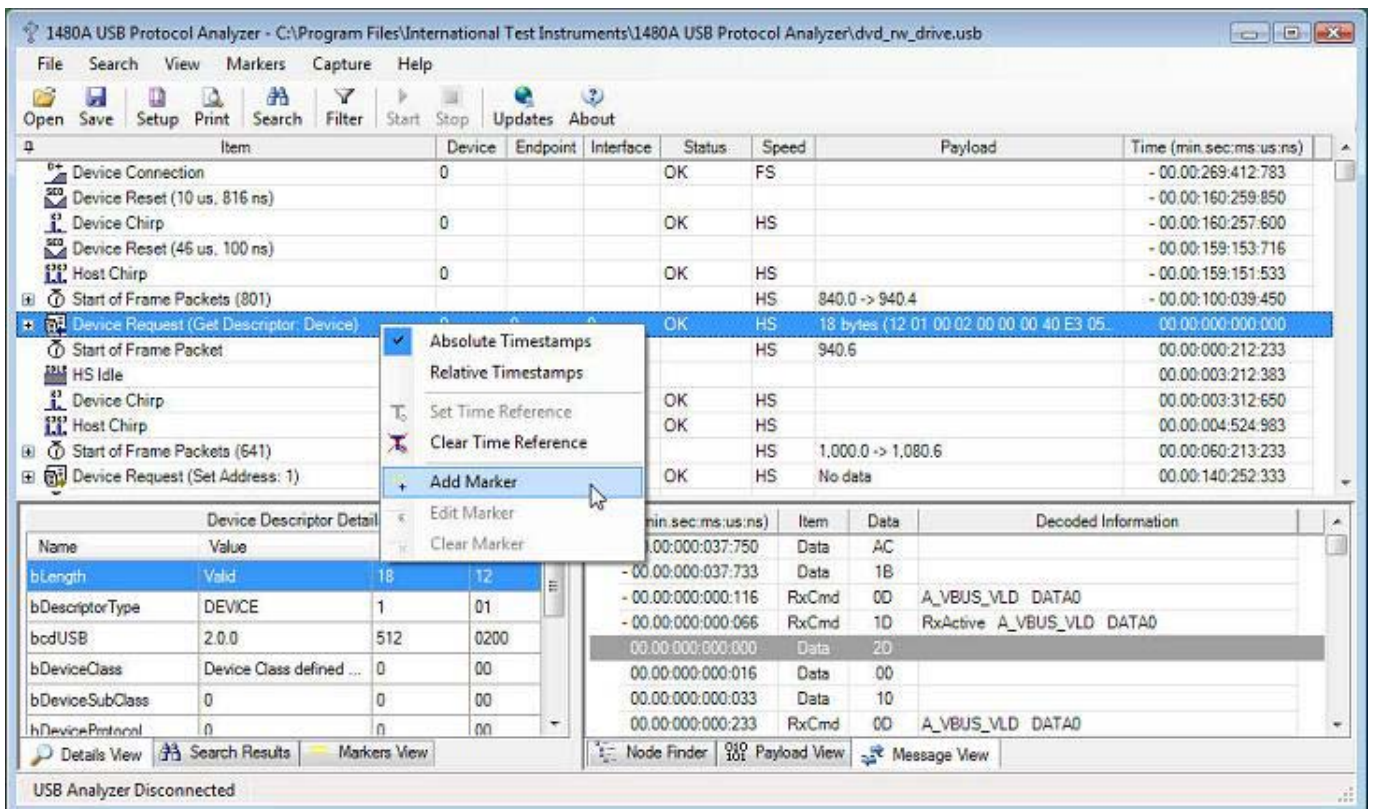 1480A USB Protocol Analyzer - C:\Program Files\International Test Instruments\1480A USB Protocol Analyzer\dvd_rw_drive.usb
File Search View Markers Capture Help
Open Save Setup Print Search Filter Start Stop Updates About
Item Device Endpoint Interface Status Speed Payload Time (min.sec:ms:us:ns)
Device Connection 0 OK FS - 00.00:269:412:783
Device Reset (10 us, 816 ns) - 00.00:160:259:850
Device Chirp 0 OK HS - 00.00:160:257:600
Device Reset (46 us, 100 ns) - 00.00:159:153:716
Host Chirp 0 OK HS - 00.00:159:151:533
Start of Frame Packets (801) HS 840.0 -> 940.4 - 00.00:100:039:450
Device Request (Get Descriptor: Device) OK HS 18 bytes (12 01 00 02 00 00 00 40 E3 05... 00.00:000:000:000
Start of Frame Packet HS 940.6 00.00:000:212:233
HS Idle 00.00:003:212:383
Device Chirp OK HS 00.00:003:312:650
Host Chirp OK HS 00.00:004:524:983
Start of Frame Packets (641) HS 1,000.0 -> 1,080.6 00.00:060:213:233
Device Request (Set Address: 1) OK HS No data 00.00:140:252:333
Absolute Timestamps
Relative Timestamps
Set Time Reference
Clear Time Reference
Add Marker
Edit Marker
Clear Marker
Device Descriptor Detail
Name Value
bLength Valid 18 12
bDescriptorType DEVICE 1 01
bcdUSB 2.0.0 512 0200
bDeviceClass Device Class defined ... 0 00
bDeviceSubClass 0 0 00
bDeviceProtocol 0 0 00
Details View Search Results Markers View
min.sec:ms:us:ns) Item Data Decoded Information
.00:000:037:750 Data AC
- 00.00:000:037:733 Data 1B
- 00.00:000:000:116 RxCmd 0D A_VBUS_VLD DATA0
- 00.00:000:000:066 RxCmd 1D RxActive A_VBUS_VLD DATA0
00.00:000:000:000 Data 2D
00.00:000:000:016 Data 00
00.00:000:000:033 Data 10
00.00:000:000:233 RxCmd 0D A_VBUS_VLD DATA0
Node Finder Payload View Message View
USB Analyzer Disconnected